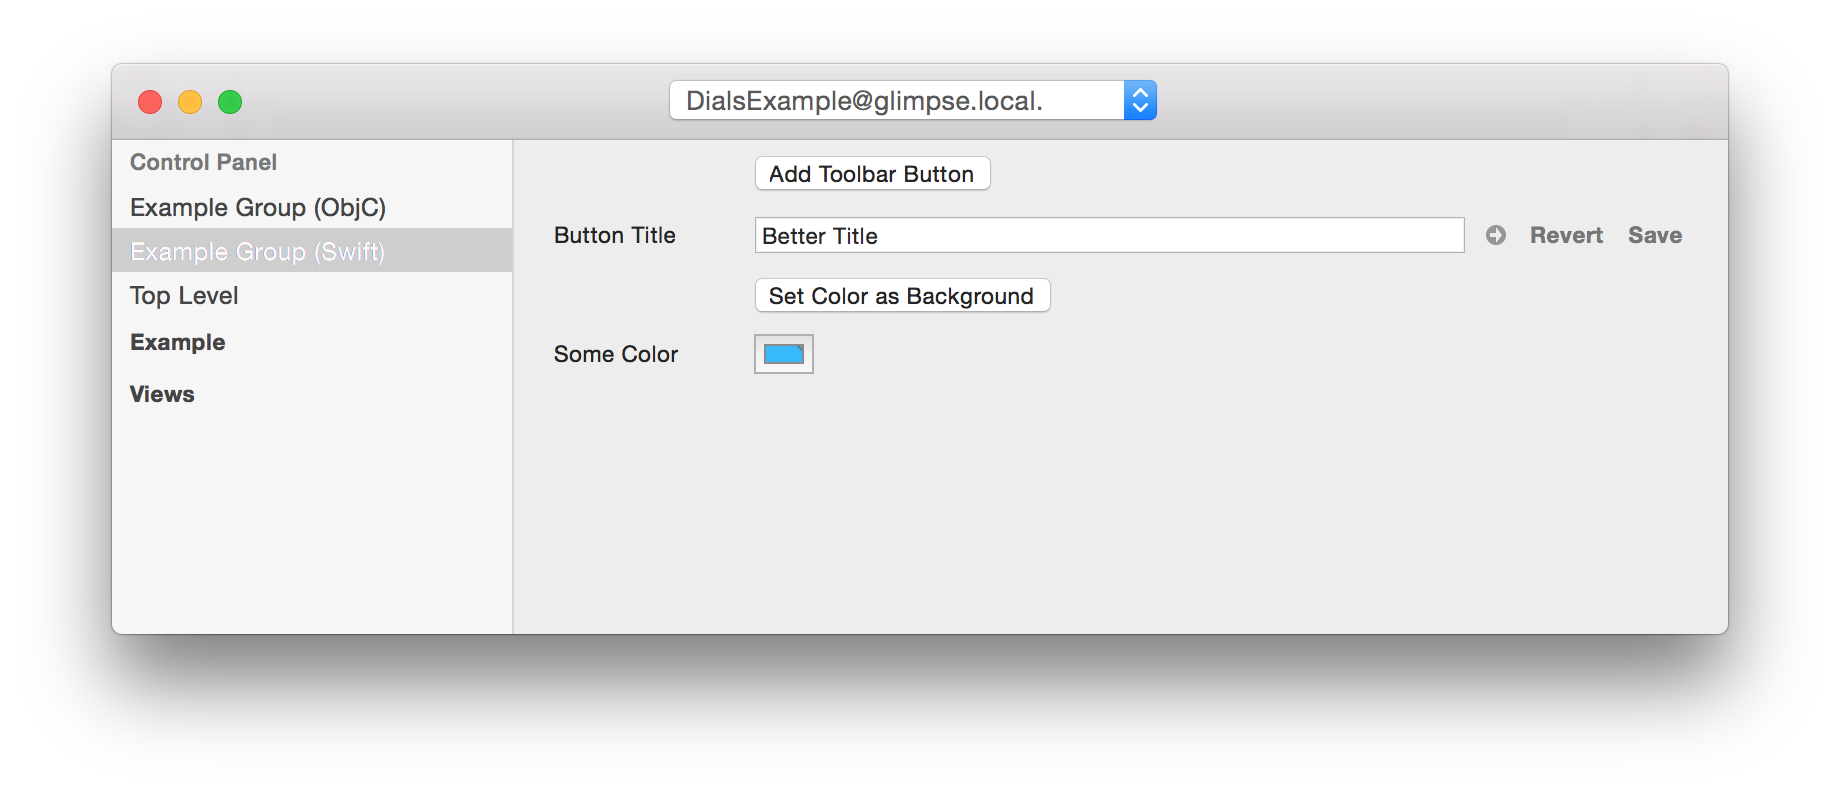 DialsExample@glimpse.local.
Control Panel
Example Group (ObjC)
Example Group (Swift)
Top Level
Example
Views
Add Toolbar Button
Button Title Better Title Revert Save
Set Color as Background
Some Color